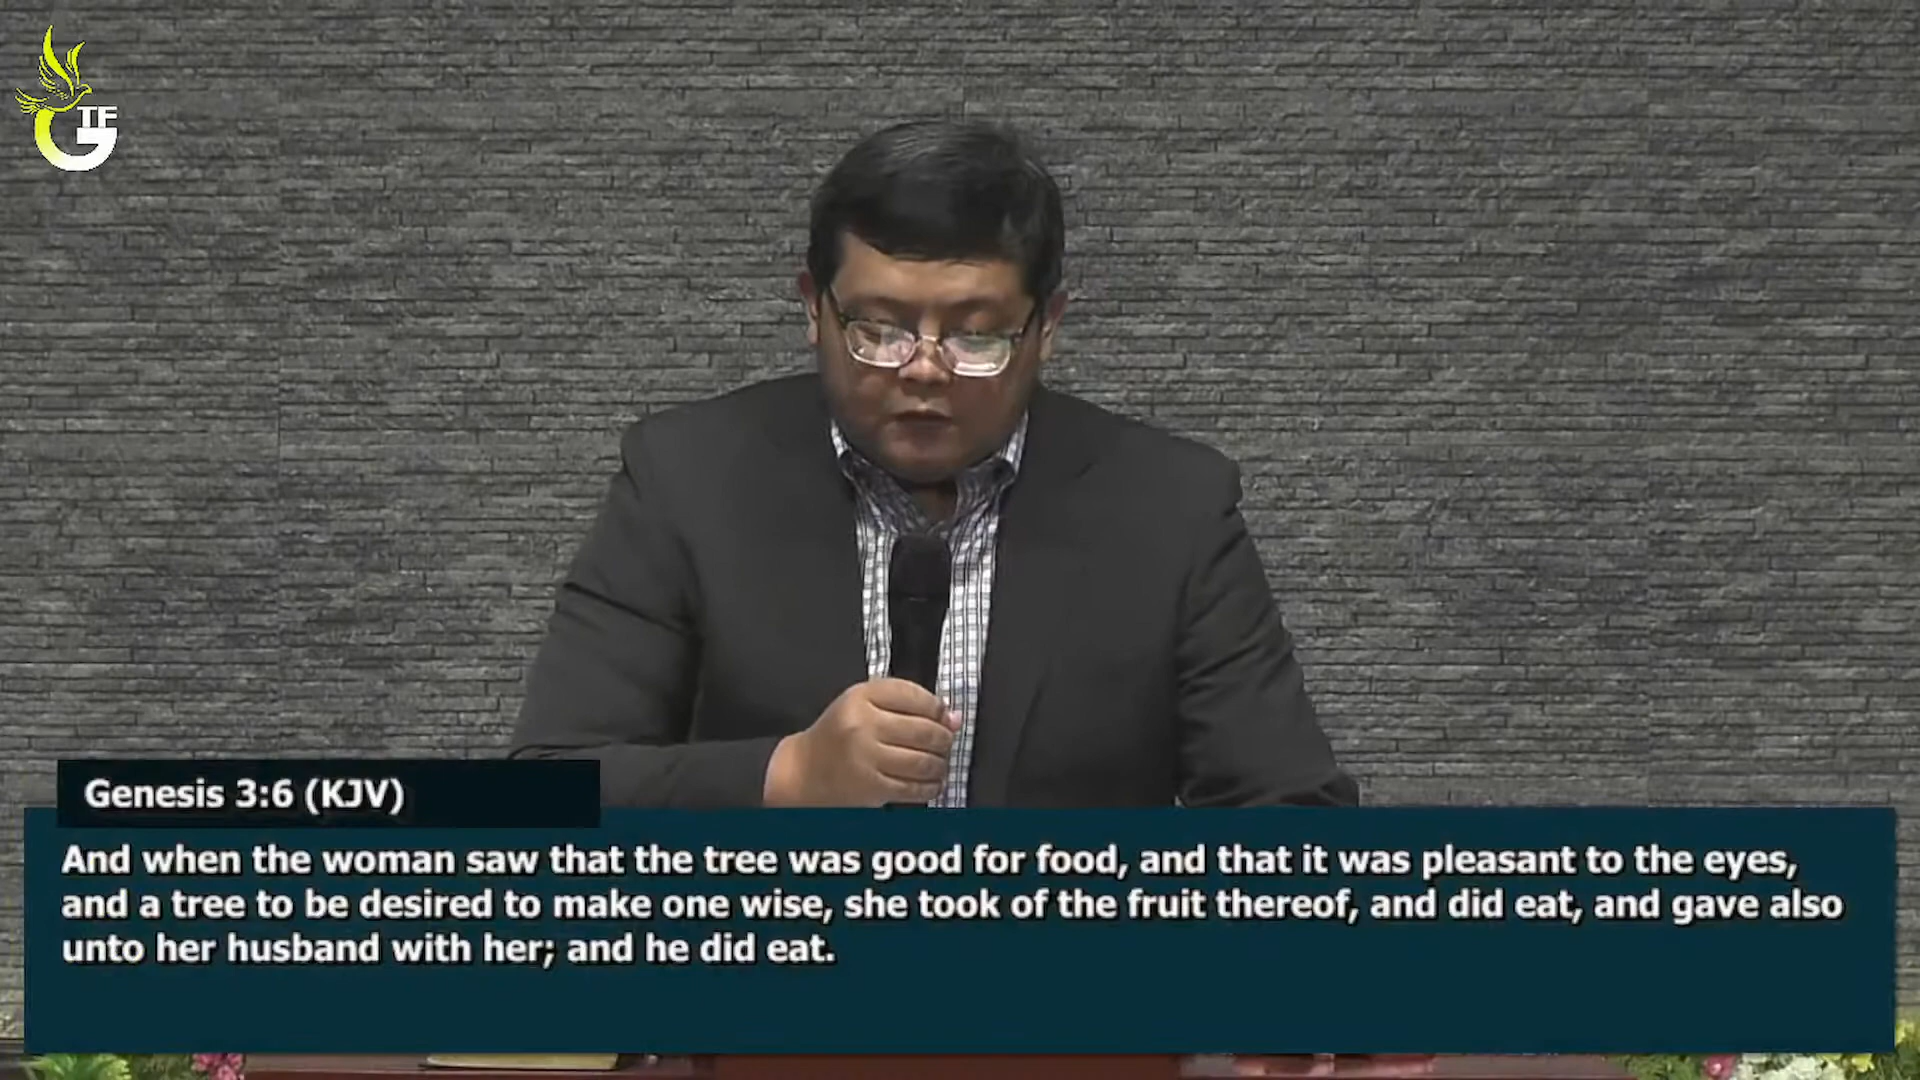 TF
G
Genesis 3:6 (KJV)
And when the woman saw that the tree was good for food, and that it was pleasant to the eyes,
and a tree to be desired to make one wise, she took of the fruit thereof, and did eat, and gave also
unto her husband with her; and he did eat.